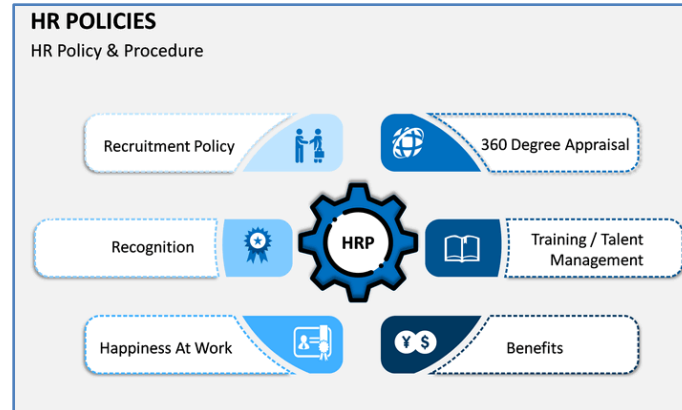 HR POLICIES
HR Policy & Procedure
Recruitment Policy
360 Degree Appraisal
Recognition
HRP
Training / Talent
Management
Happiness At Work
¥ $
Benefits